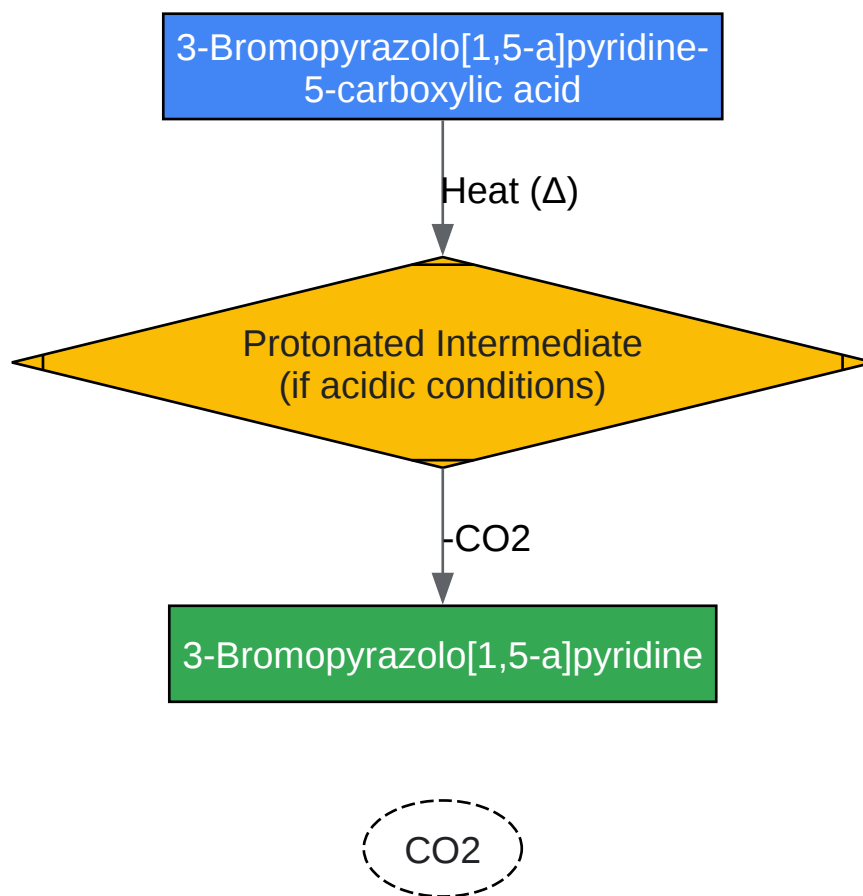 3-Bromopyrazolo[1,5-a]pyridine-
5-carboxylic acid
Heat (Δ)
Protonated Intermediate
(if acidic conditions)
-CO2
3-Bromopyrazolo[1,5-a]pyridine
CO2